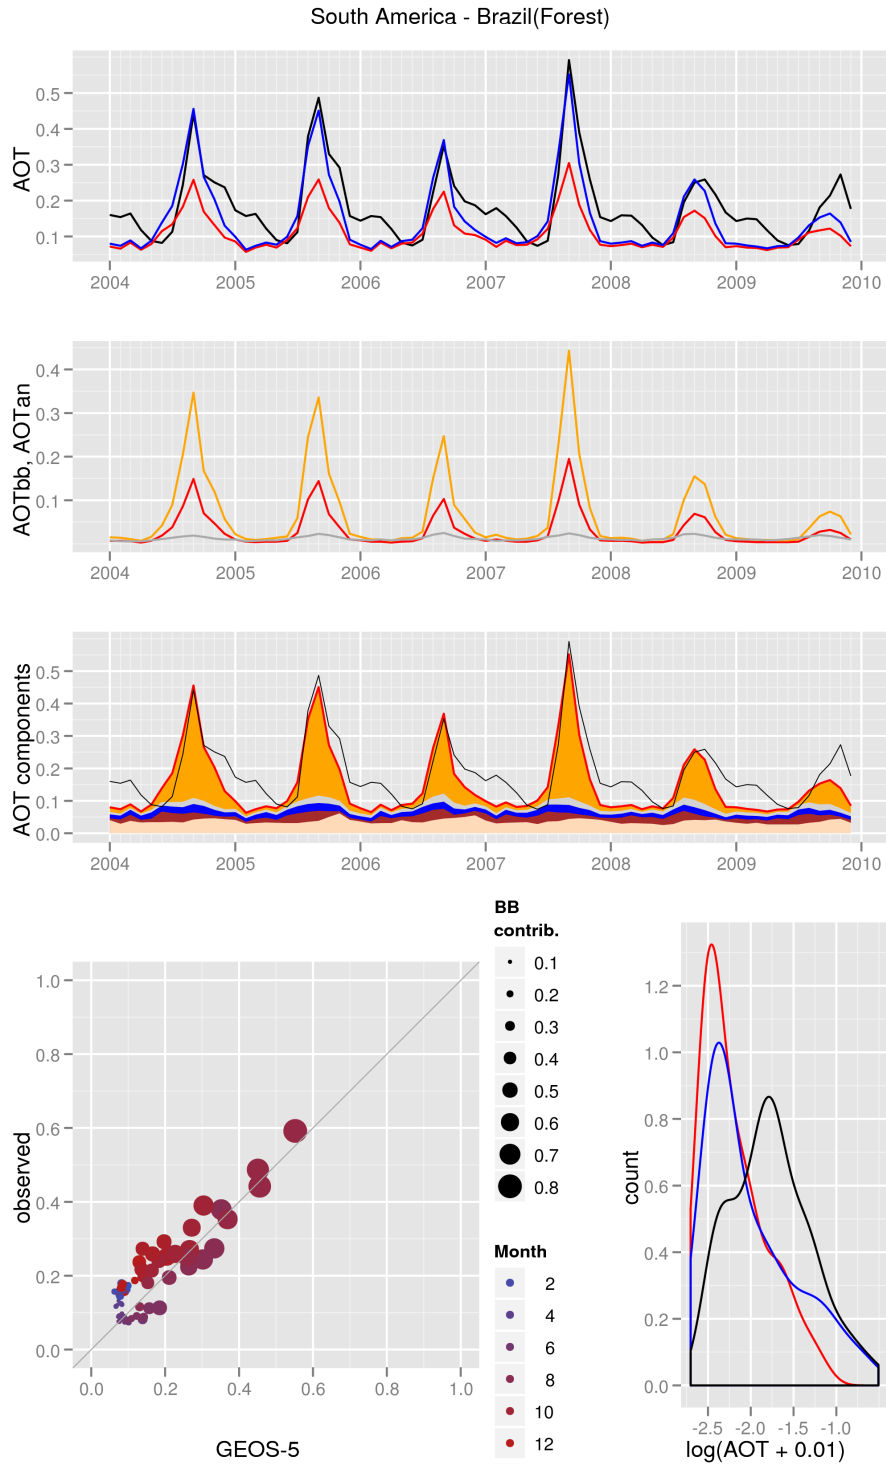 South America - Brazil(Forest)
AOT
0.5
0.4
0.3
0.2
0.1
2004 2005 2006 2007 2008 2009 2010
AOTbb, AOTan
0.4
0.3
0.2
0.1
2004 2005 2006 2007 2008 2009 2010
AOT components
0.5
0.4
0.3
0.2
0.1
0.0
2004 2005 2006 2007 2008 2009 2010
observed
1.0
0.8
0.6
0.4
0.2
0.0
0.0 0.2 0.4 0.6 0.8 1.0
GEOS-5
BB
contrib.
0.1
0.2
0.3
0.4
0.5
0.6
0.7
0.8
Month
2
4
6
8
10
12
count
1.2
1.0
0.8
0.6
0.4
0.2
0.0
-2.5 -2.0 -1.5 -1.0
log(AOT + 0.01)